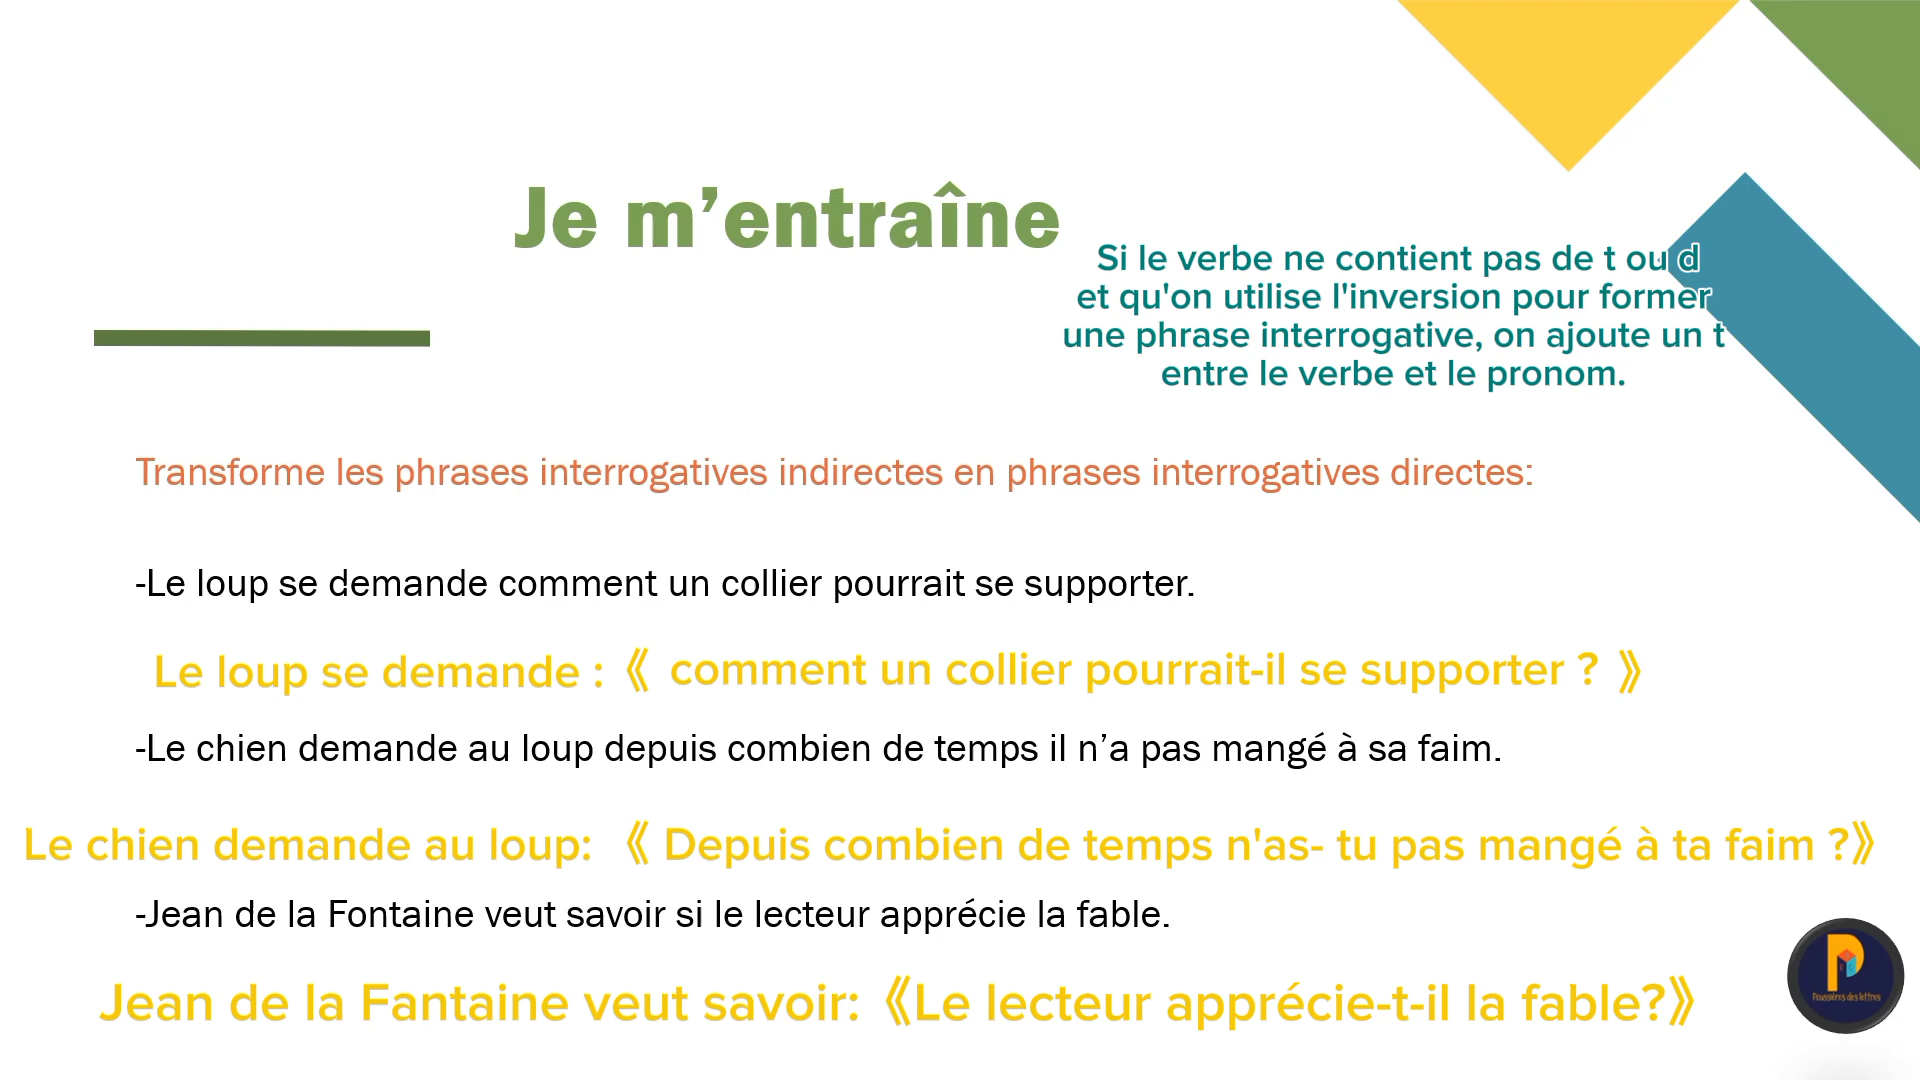 Je m’entraîne
Si le verbe ne contient pas de t ou d
et qu'on utilise l'inversion pour former
une phrase interrogative, on ajoute un t
entre le verbe et le pronom.
Transforme les phrases interrogatives indirectes en phrases interrogatives directes:
-Le loup se demande comment un collier pourrait se supporter.
Le loup se demande : 《 comment un collier pourrait-il se supporter ? 》
-Le chien demande au loup depuis combien de temps il n’a pas mangé à sa faim.
Le chien demande au loup: 《 Depuis combien de temps n'as- tu pas mangé à ta faim ?》
-Jean de la Fontaine veut savoir si le lecteur apprécie la fable.
Jean de la Fantaine veut savoir: 《Le lecteur apprécie-t-il la fable?》
P
Poussières des lettres